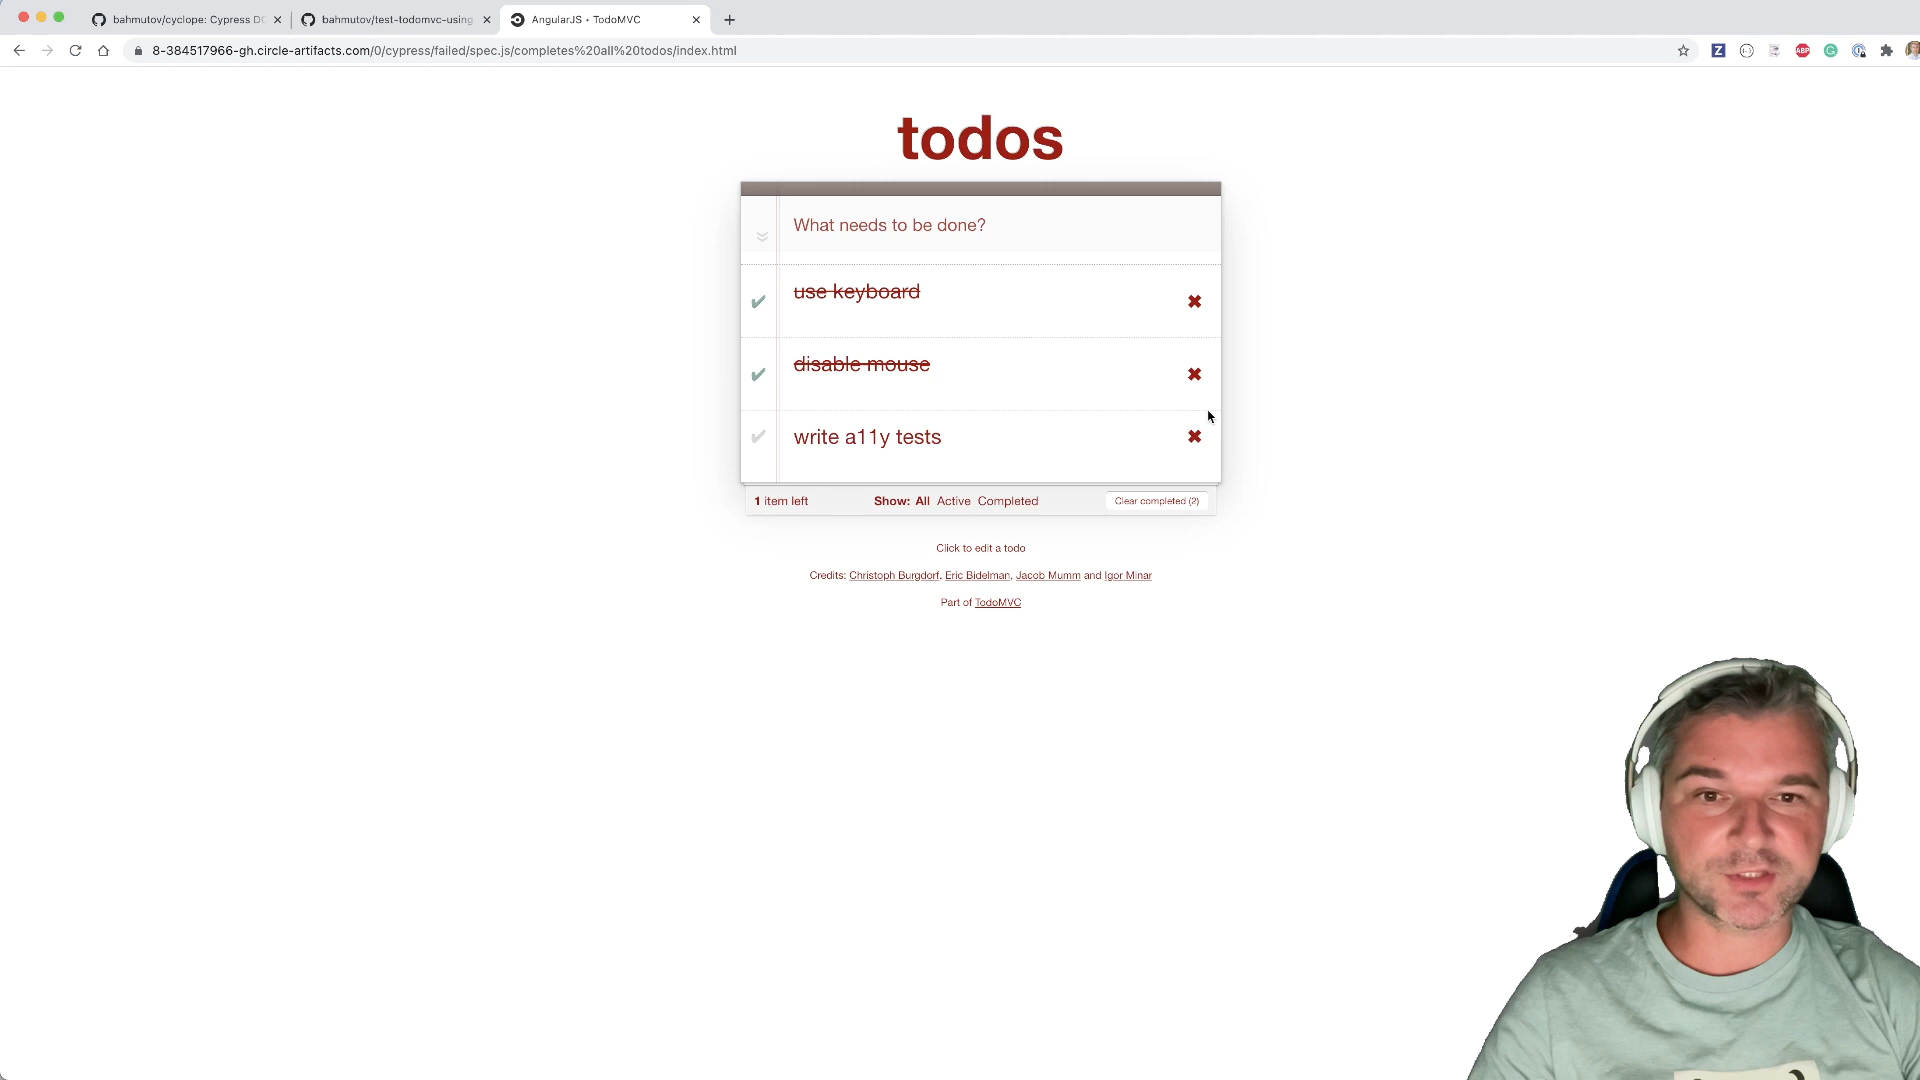 bahmutov/cyclope: Cypress DO
bahmutov/test-todomvc-using
AngularJS • TodoMVC
8-384517966-gh.circle-artifacts.com/0/cypress/failed/spec.js/completes%20all%20todos/index.html
Z
ABP
todos
What needs to be done?
use keyboard
disable mouse
write a11y tests
1 item left
Show: All Active Completed
Clear completed (2)
Click to edit a todo
Credits: Christoph Burgdorf, Eric Bidelman, Jacob Mumm and Igor Minar
Part of TodoMVC